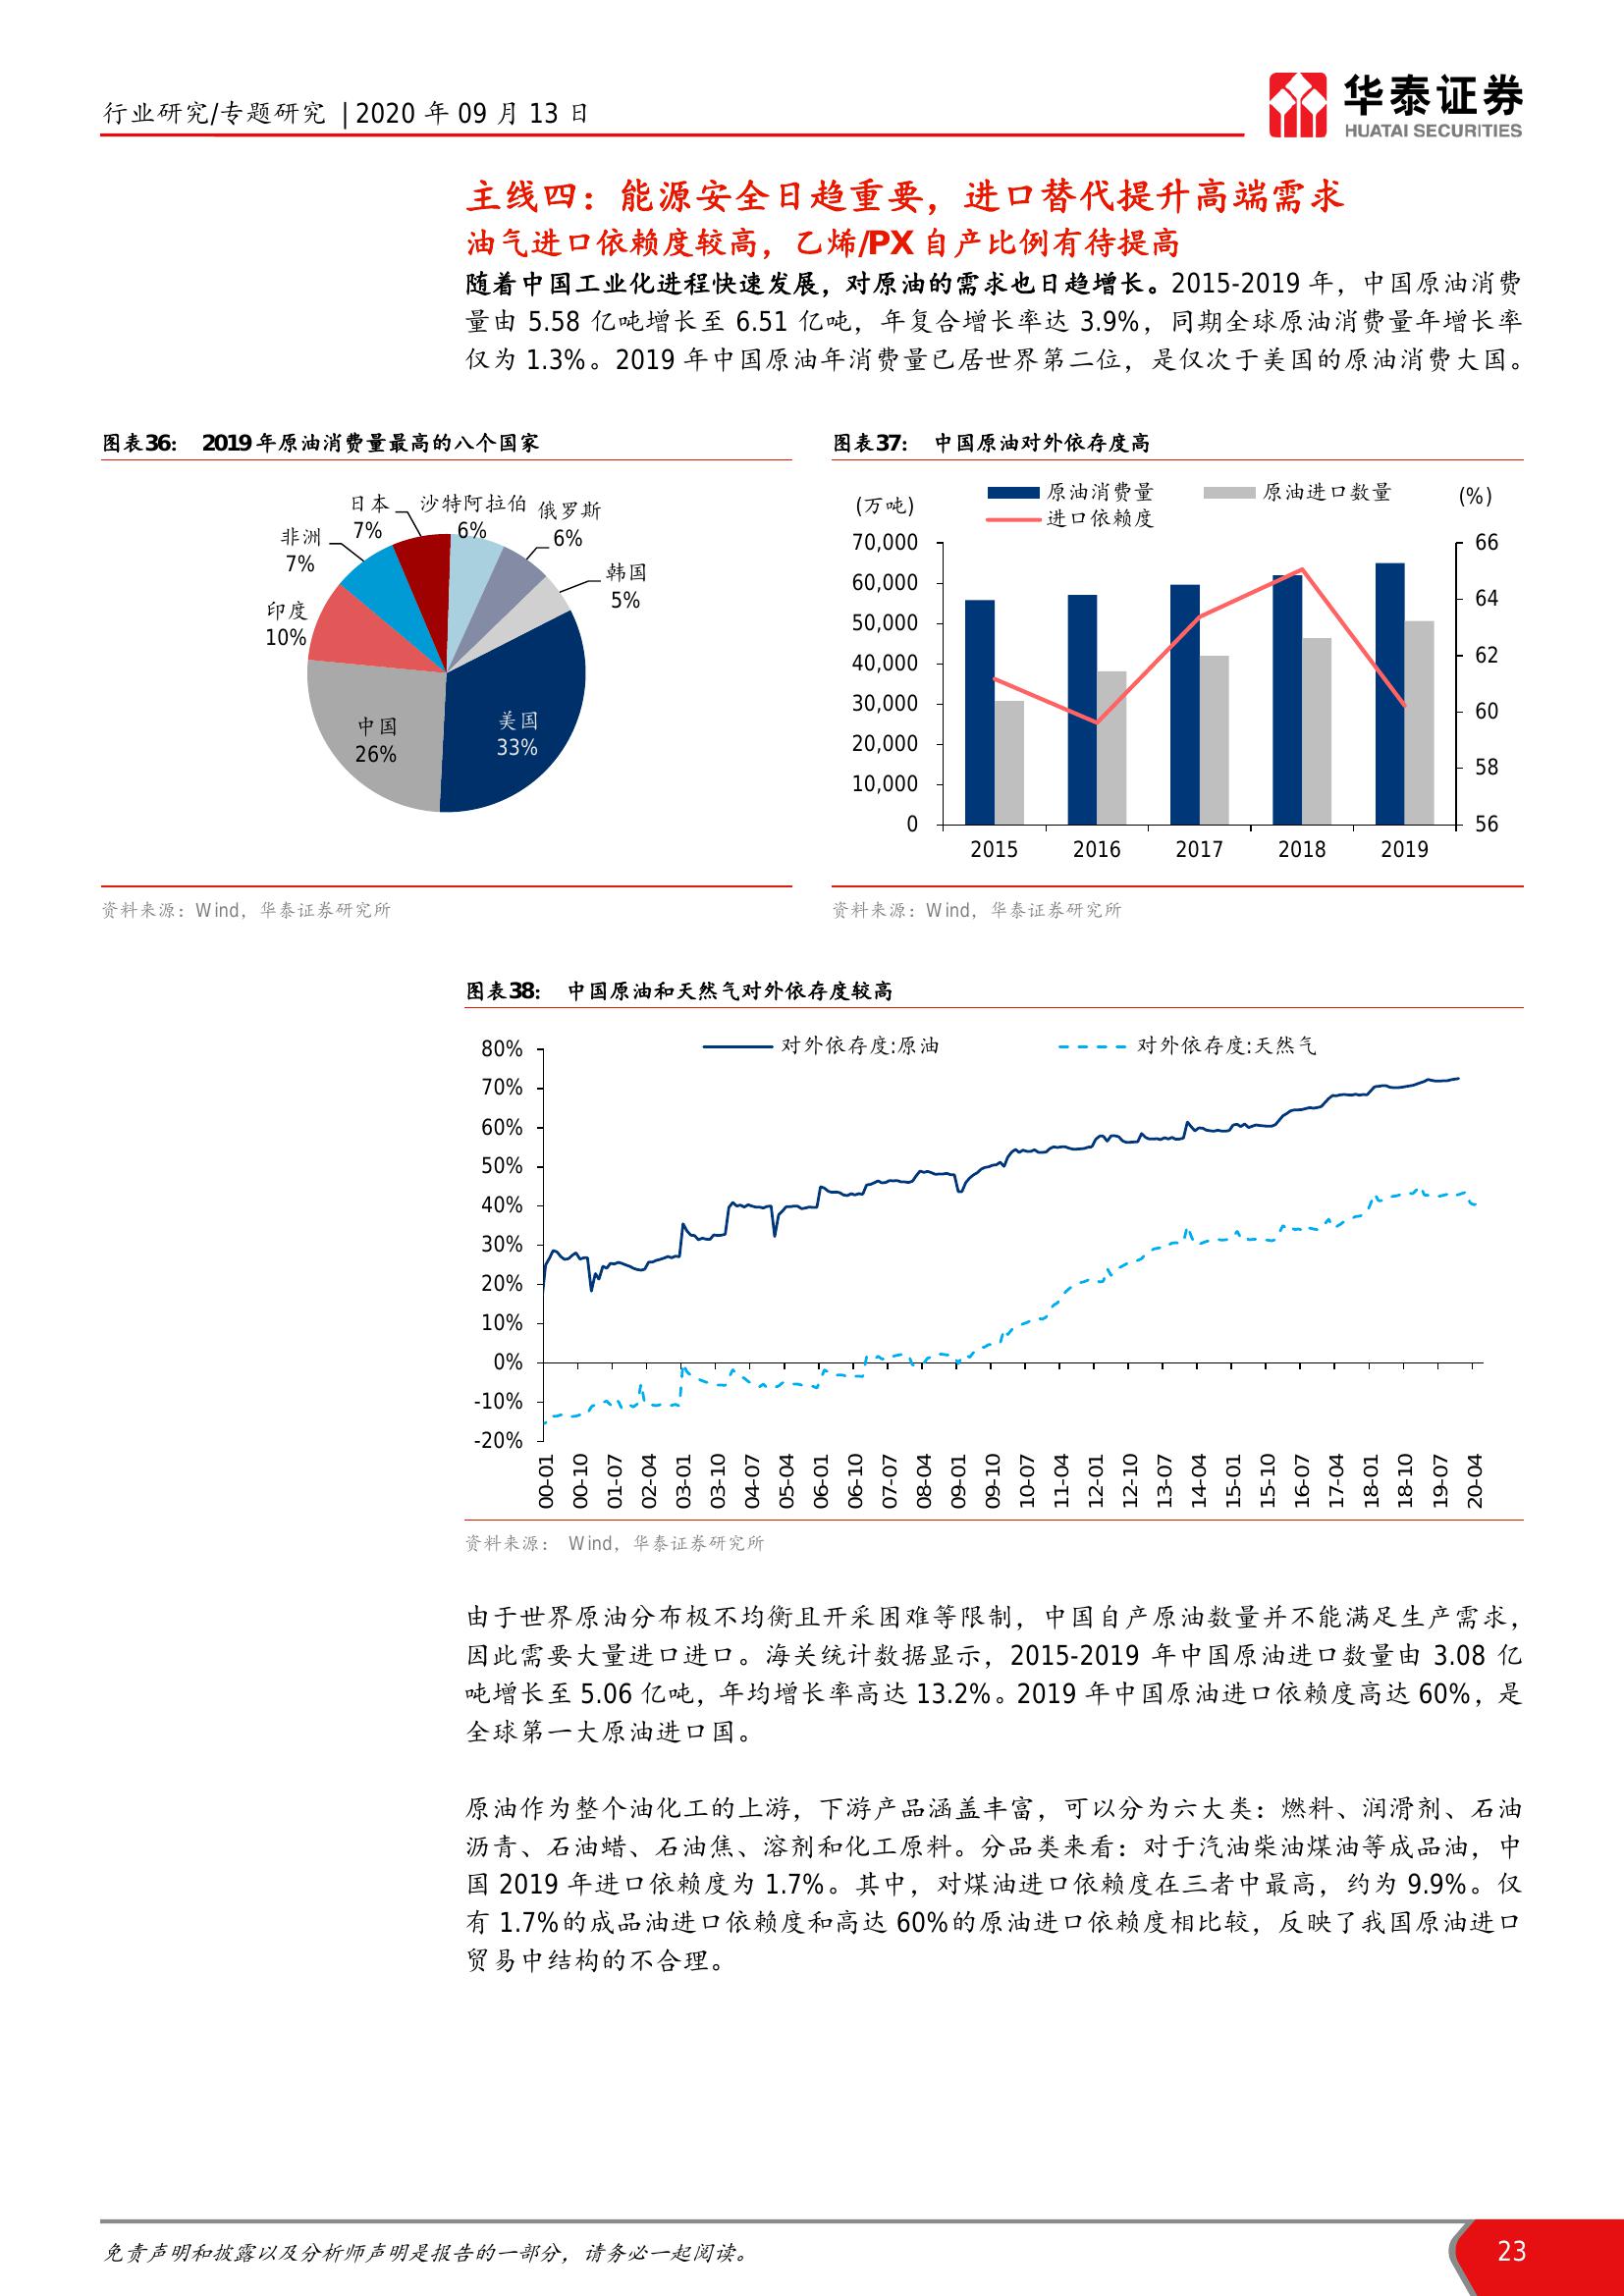 行业研究/专题研究 | 2020 年 09 月 13 日
华泰证券
HUATAI SECURITIES
主线四：能源安全日趋重要，进口替代提升高端需求
油气进口依赖度较高，乙烯/PX 自产比例有待提高
随着中国工业化进程快速发展，对原油的需求也日趋增长。2015-2019 年，中国原油消费
量由 5.58 亿吨增长至 6.51 亿吨，年复合增长率达 3.9%，同期全球原油消费量年增长率
仅为 1.3%。2019 年中国原油年消费量已居世界第二位，是仅次于美国的原油消费大国。
图表36： 2019 年原油消费量最高的八个国家
日本
7%
沙特阿拉伯
6%
俄罗斯
6%
非洲
7%
韩国
5%
印度
10%
中国
26%
美国
33%
资料来源：Wind，华泰证券研究所
图表37： 中国原油对外依存度高
(万吨)
原油消费量
原油进口数量
进口依赖度
(%)
70,000
60,000
50,000
40,000
30,000
20,000
10,000
0
66
64
62
60
58
56
2015 2016 2017 2018 2019
资料来源：Wind，华泰证券研究所
图表38： 中国原油和天然气对外依存度较高
对外依存度:原油
对外依存度:天然气
80%
70%
60%
50%
40%
30%
20%
10%
0%
-10%
-20%
00-01 00-10 01-07 02-04 03-01 03-10 04-07 05-04 06-01 06-10 07-07 08-04 09-01 09-10 10-07 11-04 12-01 12-10 13-07 14-04 15-01 15-10 16-07 17-04 18-01 18-10 19-07 20-04
资料来源： Wind，华泰证券研究所
由于世界原油分布极不均衡且开采困难等限制，中国自产原油数量并不能满足生产需求，
因此需要大量进口进口。海关统计数据显示，2015-2019 年中国原油进口数量由 3.08 亿
吨增长至 5.06 亿吨，年均增长率高达 13.2%。2019 年中国原油进口依赖度高达 60%，是
全球第一大原油进口国。
原油作为整个油化工的上游，下游产品涵盖丰富，可以分为六大类：燃料、润滑剂、石油
沥青、石油蜡、石油焦、溶剂和化工原料。分品类来看：对于汽油柴油煤油等成品油，中
国 2019 年进口依赖度为 1.7%。其中，对煤油进口依赖度在三者中最高，约为 9.9%。仅
有 1.7%的成品油进口依赖度和高达 60%的原油进口依赖度相比较，反映了我国原油进口
贸易中结构的不合理。
免责声明和披露以及分析师声明是报告的一部分，请务必一起阅读。
23